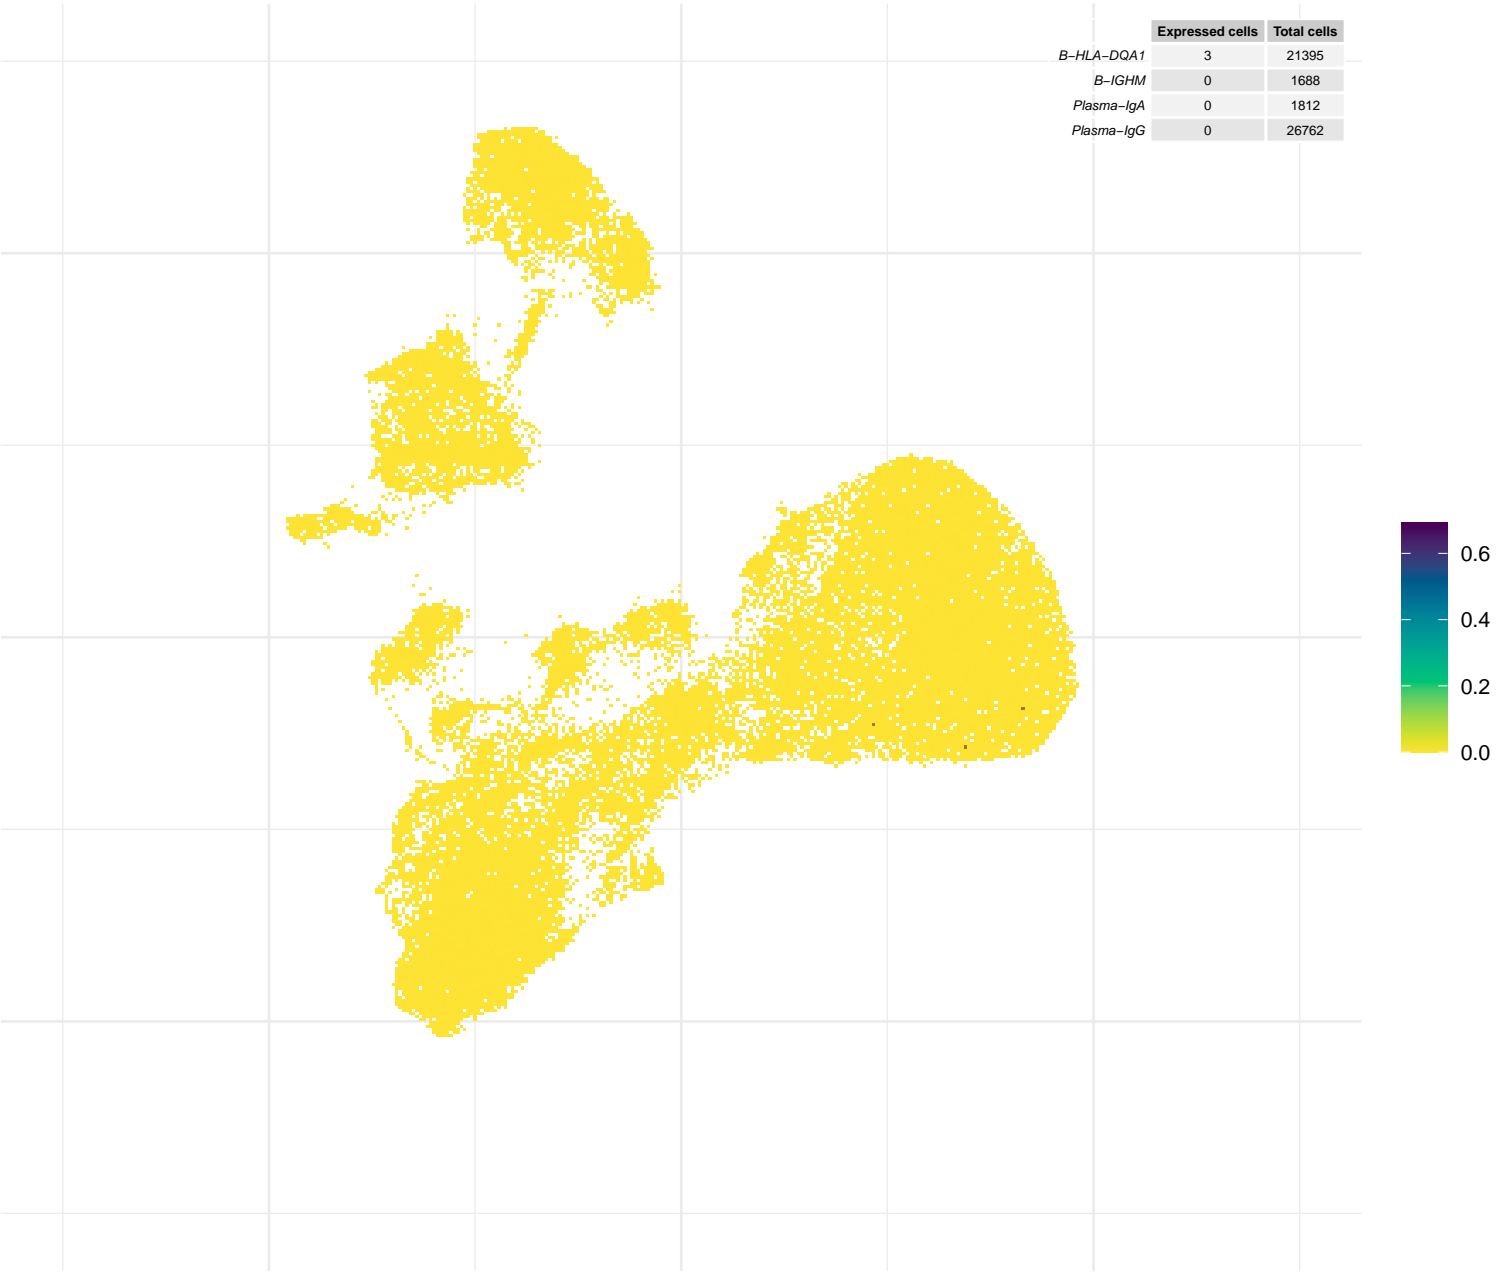 Expressed cells Total cells
B−HLA−DQA1 3 21395
B−IGHM 0 1688
Plasma−IgA 0 1812
Plasma−IgG 0 26762
0.6
0.4
0.2
0.0